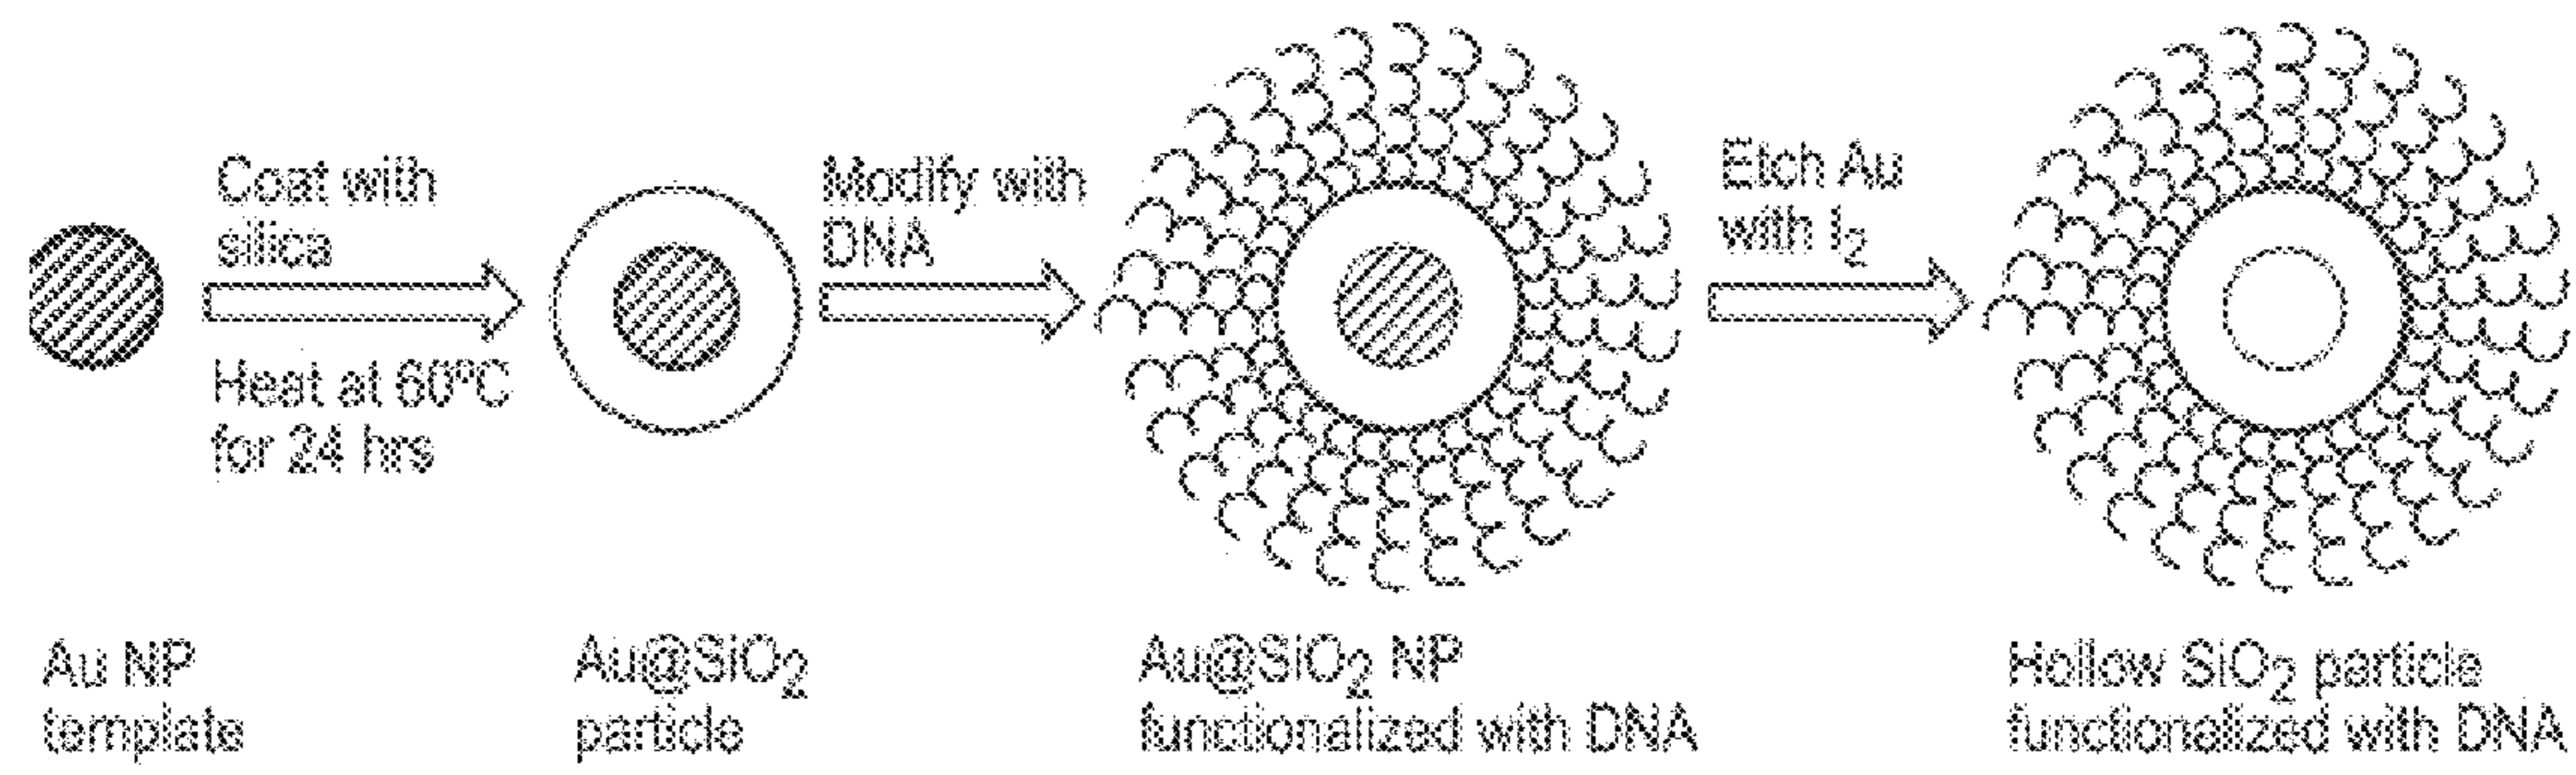 Coat with
silica
Heat at 60°C
for 24 hrs
Modify with
DNA
Etch Au
with I₂
Au NP
template
Au@SiO₂
particle
Au@SiO₂ NP
functionalized with DNA
Hollow SiO₂ particle
functionalized with DNA